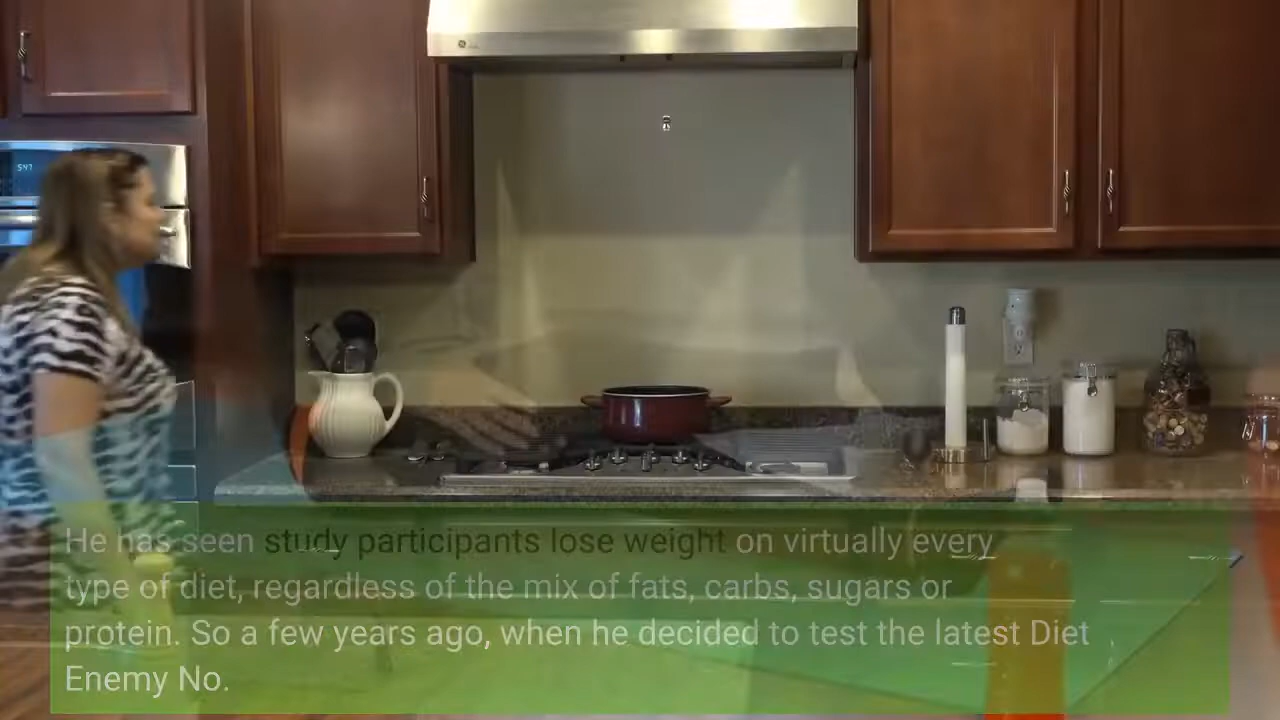 547
He has seen study participants lose weight on virtually every
type of diet, regardless of the mix of fats, carbs, sugars or
protein. So a few years ago, when he decided to test the latest Diet
Enemy No.